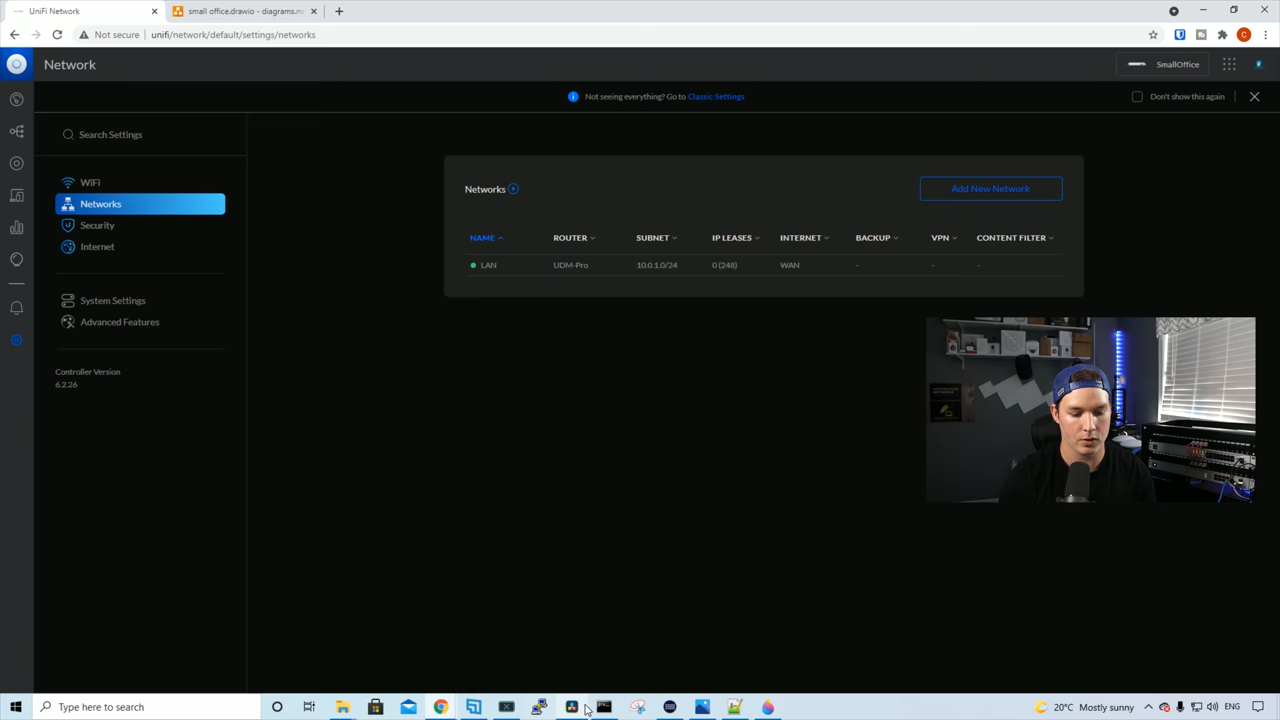 UniFi Network
small office.drawio - diagrams.ne
Not secure
unifi/network/default/settings/networks
C
Network
SmallOffice
Not seeing everything? Go to Classic Settings
Don't show this again
Search Settings
WiFi
Networks
Security
Internet
System Settings
Advanced Features
Controller Version
6.2.26
Networks
Add New Network
NAME ROUTER SUBNET IP LEASES INTERNET BACKUP VPN CONTENT FILTER
LAN UDM-Pro 10.0.1.0/24 0 (248) WAN - - -
Type here to search
20°C Mostly sunny
ENG